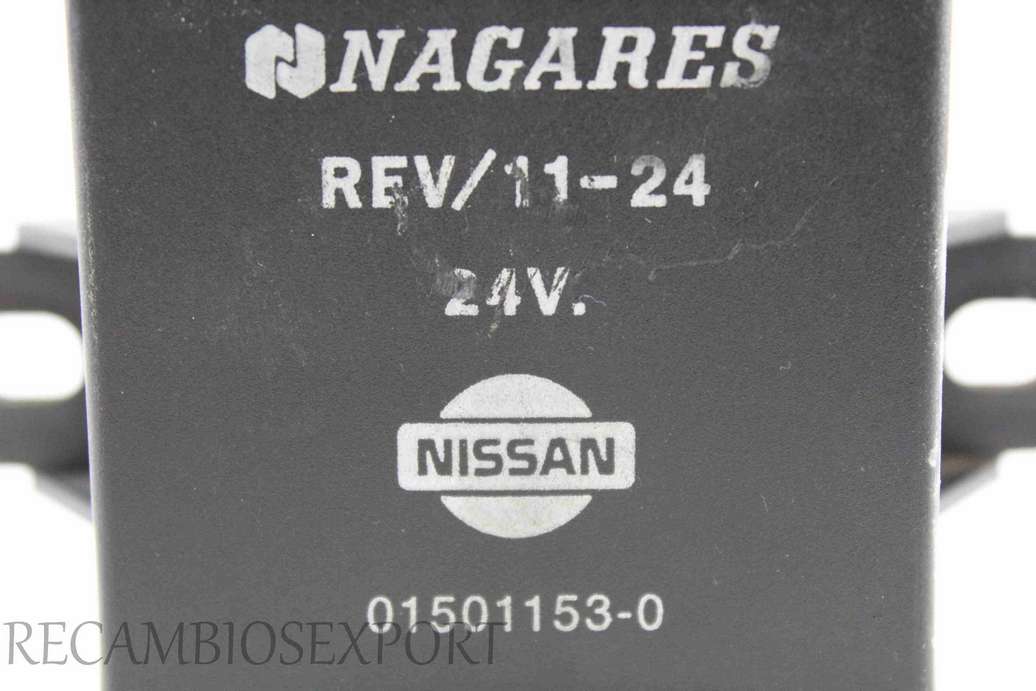 NAGARES
REV/11-24
24V.
NISSAN
01501153-0
RECAMBIOSEXPORT